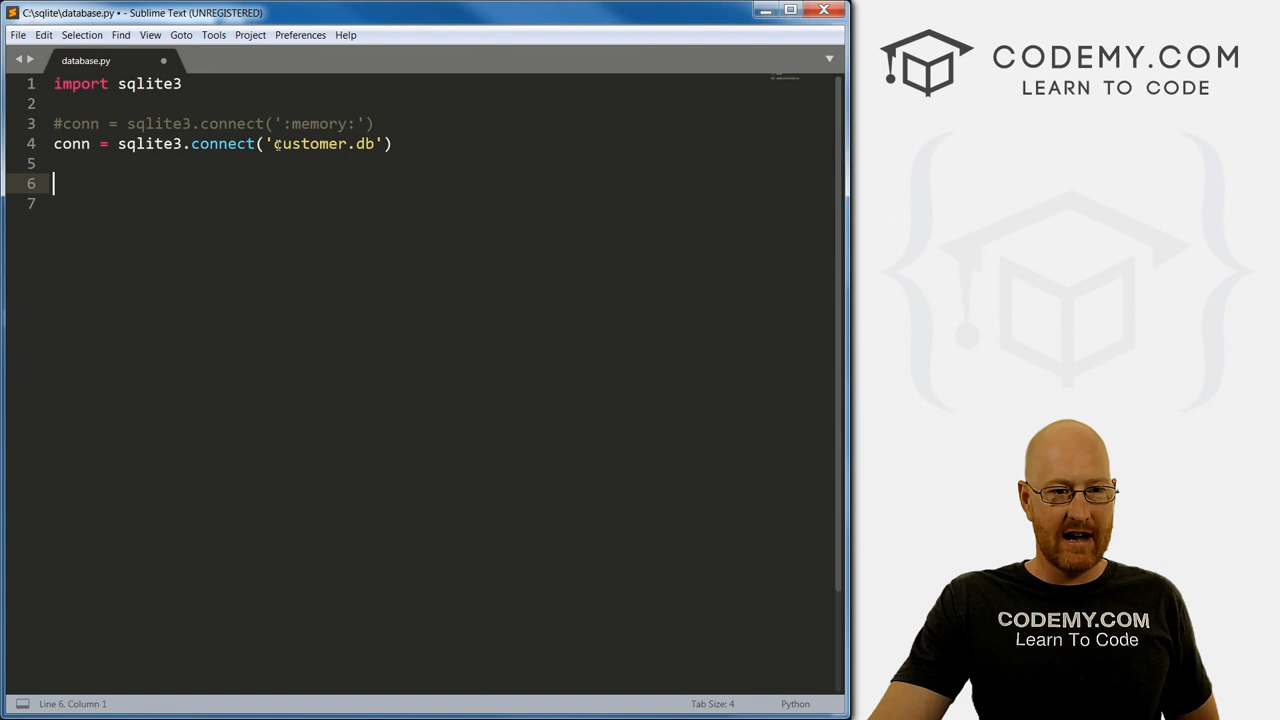 C:\sqlite\database.py • - Sublime Text (UNREGISTERED)
File Edit Selection Find View Goto Tools Project Preferences Help
database.py
1 import sqlite3
2
3 #conn = sqlite3.connect(':memory:')
4 conn = sqlite3.connect('customer.db')
5
6
7
Line 6, Column 1
Tab Size: 4
Python
CODEMY.COM
LEARN TO CODE
CODEMY.COM
Learn To Code